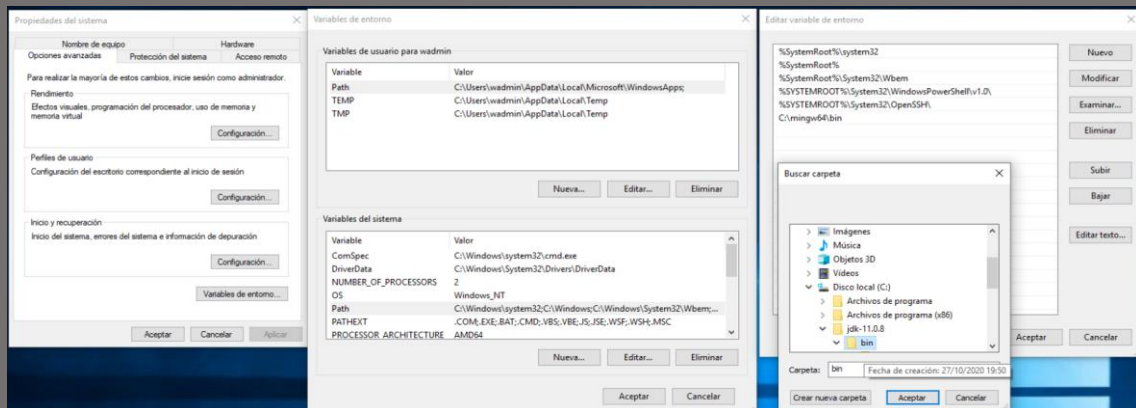 Propiedades del sistema
Nombre de equipo Hardware
Opciones avanzadas Protección del sistema Acceso remoto
Para realizar la mayoría de estos cambios, inicie sesión como administrador.
Rendimiento
Efectos visuales, programación del procesador, uso de memoria y
memoria virtual
Configuración...
Perfiles de usuario
Configuración del escritorio correspondiente al inicio de sesión
Configuración...
Inicio y recuperación
Inicio del sistema, errores del sistema e información de depuración
Configuración...
Variables de entorno...
Aceptar Cancelar Aplicar
Variables de entorno
Variables de usuario para wadmin
Variable Valor
Path C:\Users\wadmin\AppData\Local\Microsoft\WindowsApps;
TEMP C:\Users\wadmin\AppData\Local\Temp
TMP C:\Users\wadmin\AppData\Local\Temp
Nueva... Editar... Eliminar
Variables del sistema
Variable Valor
ComSpec C:\Windows\system32\cmd.exe
DriverData C:\Windows\System32\Drivers\DriverData
NUMBER_OF_PROCESSORS 2
OS Windows_NT
Path C:\Windows\system32;C:\Windows;C:\Windows\System32\Wbem;...
PATHEXT .COM;.EXE;.BAT;.CMD;.VBS;.VBE;.JS;.JSE;.WSF;.WSH;.MSC
PROCESSOR_ARCHITECTURE AMD64
Nueva... Editar... Eliminar
Aceptar Cancelar
Editar variable de entorno
%SystemRoot%\system32
%SystemRoot%
%SystemRoot%\System32\Wbem
%SYSTEMROOT%\System32\WindowsPowerShell\v1.0\
%SYSTEMROOT%\System32\OpenSSH\
C:\mingw64\bin
Nuevo
Modificar
Examinar...
Eliminar
Subir
Bajar
Editar texto...
Aceptar Cancelar
Buscar carpeta
Imágenes
Música
Objetos 3D
Vídeos
Disco local (C:)
Archivos de programa
Archivos de programa (x86)
jdk-11.0.8
bin
Carpeta: bin Fecha de creación: 27/10/2020 19:50
Crear nueva carpeta Aceptar Cancelar